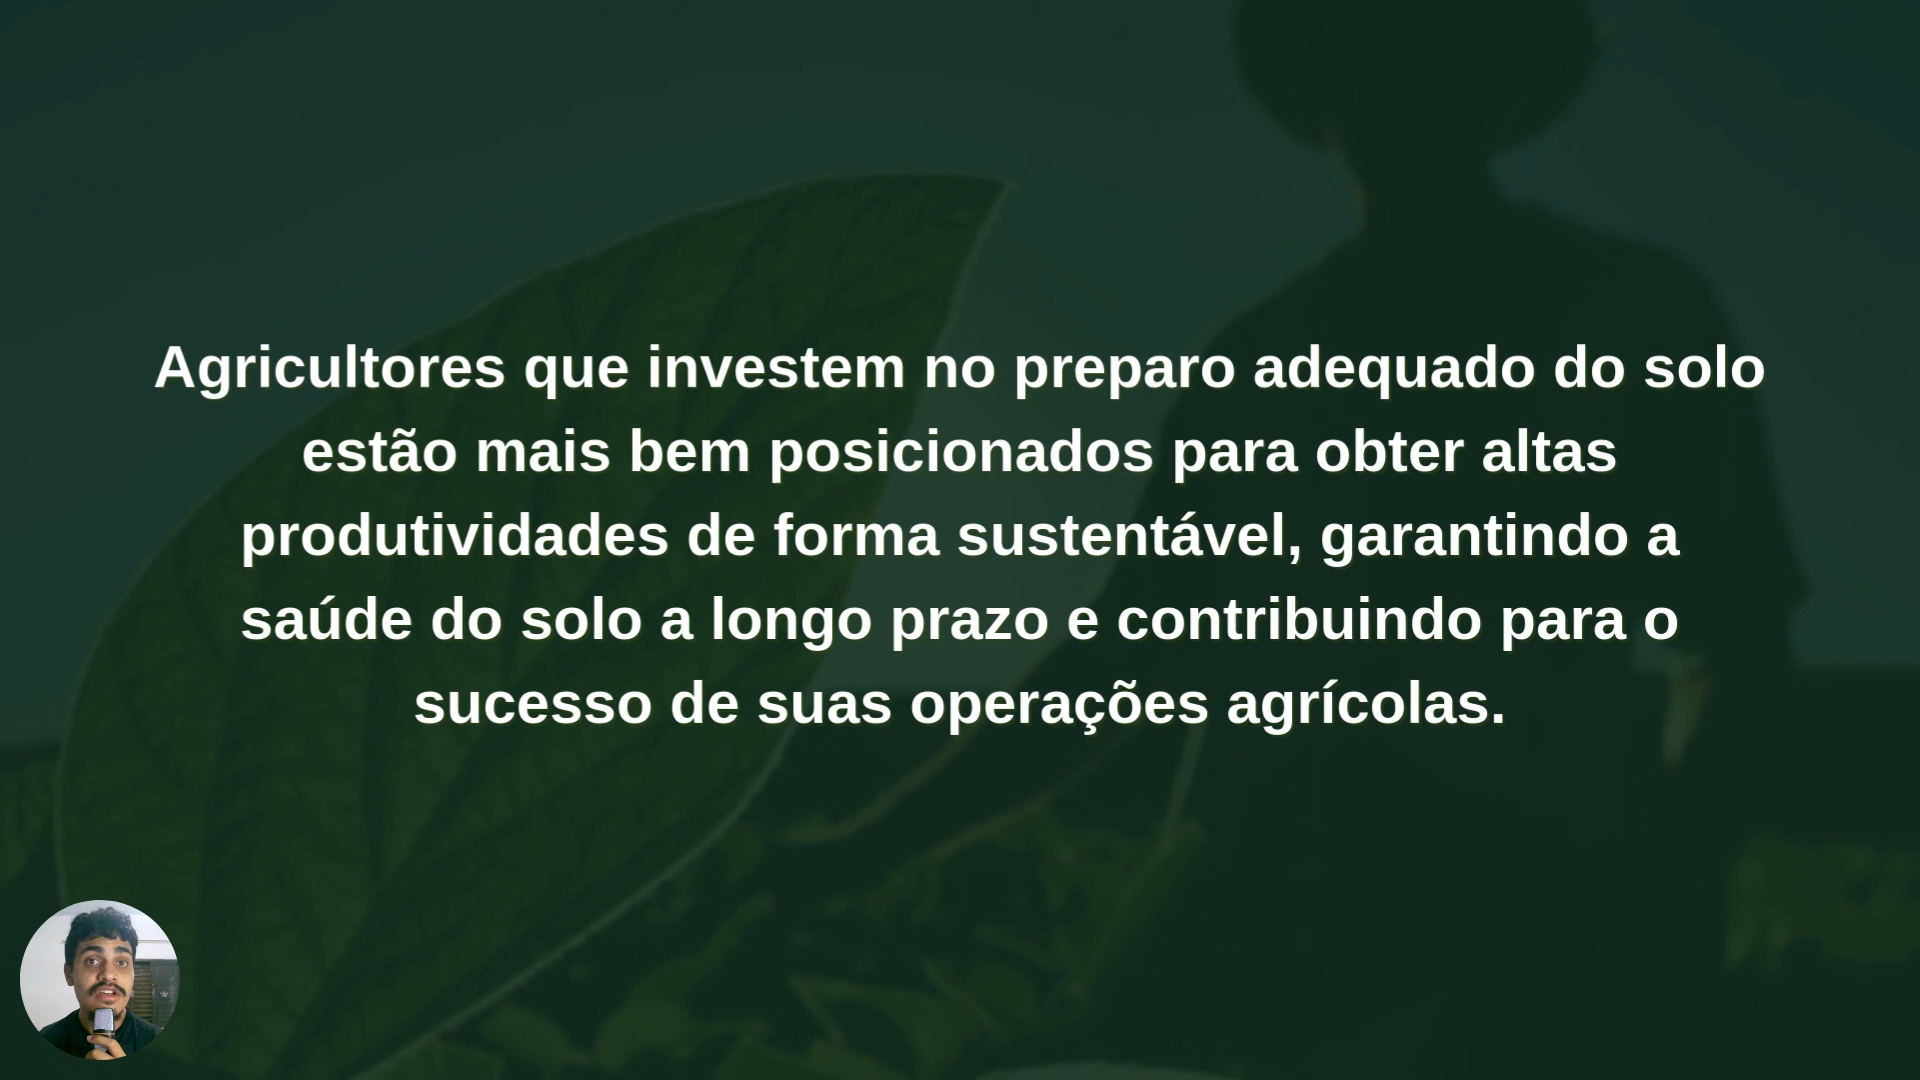 Agricultores que investem no preparo adequado do solo
estão mais bem posicionados para obter altas
produtividades de forma sustentável, garantindo a
saúde do solo a longo prazo e contribuindo para o
sucesso de suas operações agrícolas.